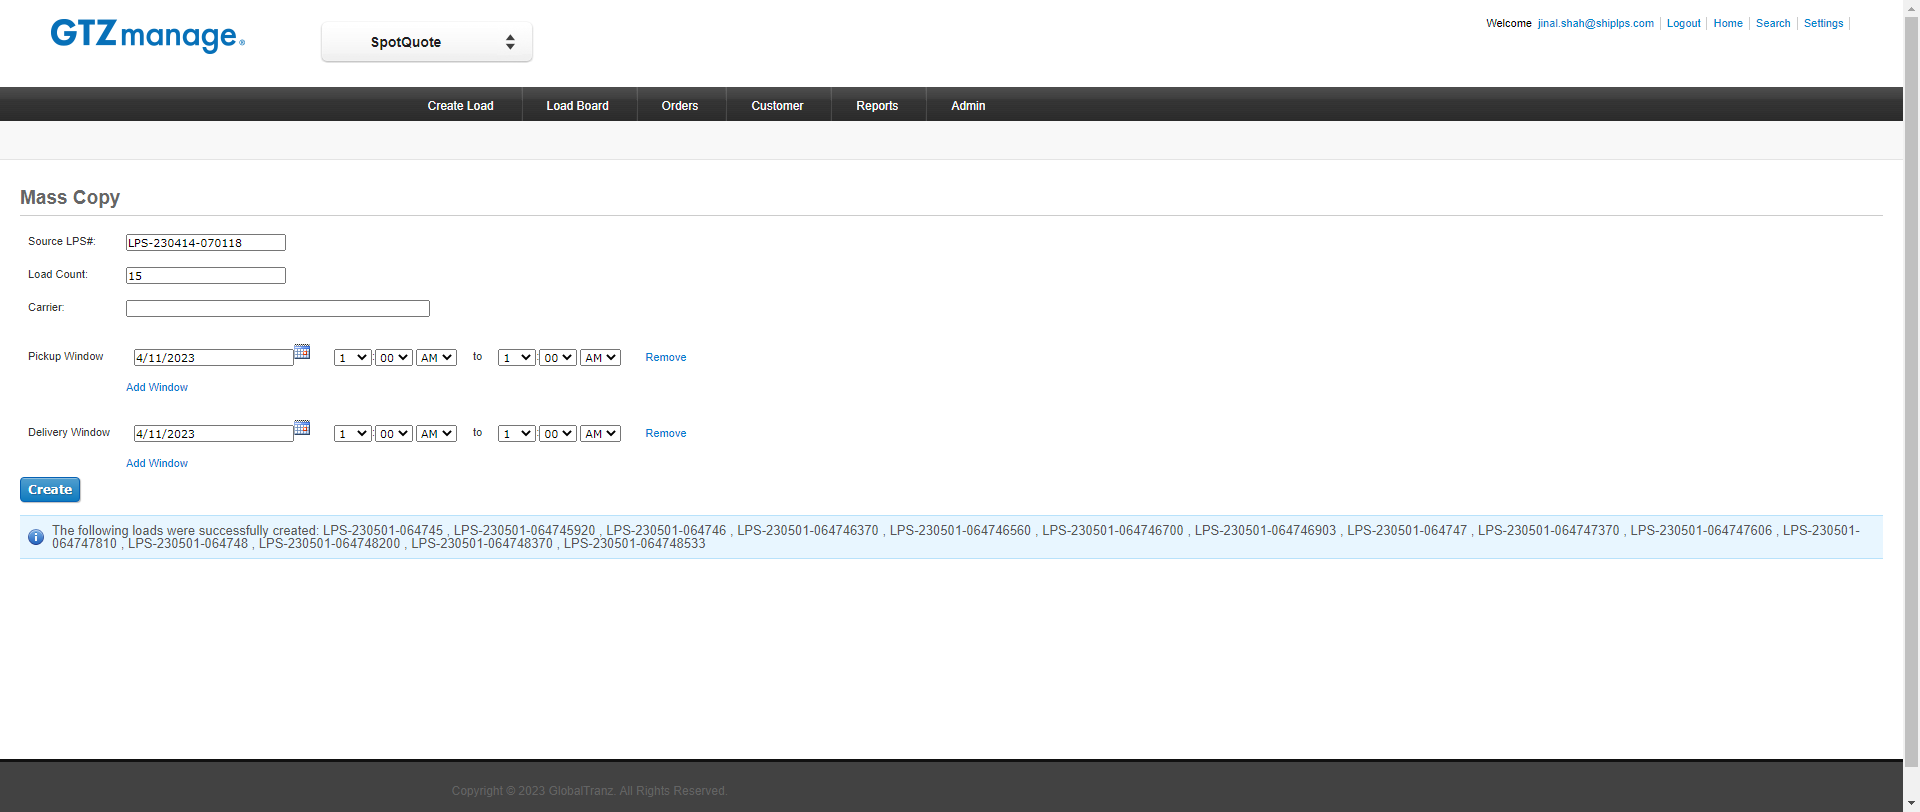 GTZmanage®
SpotQuote
Welcome jinal.shah@shiplps.com Logout Home Search Settings
Create Load Load Board Orders Customer Reports Admin
Mass Copy
Source LPS#: LPS-230414-070118
Load Count: 15
Carrier:
Pickup Window 4/11/2023 1 : 00 AM to 1 : 00 AM Remove
Add Window
Delivery Window 4/11/2023 1 : 00 AM to 1 : 00 AM Remove
Add Window
Create
The following loads were successfully created: LPS-230501-064745 , LPS-230501-064745920 , LPS-230501-064746 , LPS-230501-064746370 , LPS-230501-064746560 , LPS-230501-064746700 , LPS-230501-064746903 , LPS-230501-064747 , LPS-230501-064747370 , LPS-230501-064747606 , LPS-230501-
064747810 , LPS-230501-064748 , LPS-230501-064748200 , LPS-230501-064748370 , LPS-230501-064748533
Copyright © 2023 GlobalTranz. All Rights Reserved.